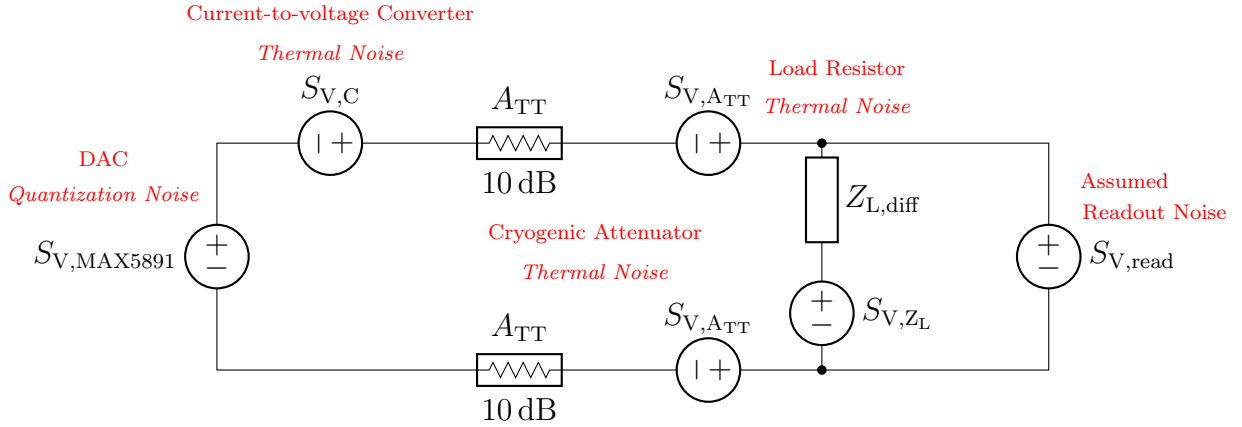 Current-to-voltage Converter
Thermal Noise
S_V,C
A_TT
10 dB
S_V,A_TT
Load Resistor
Thermal Noise
DAC
Quantization Noise
S_V,MAX5891
Z_L,diff
Assumed
Readout Noise
S_V,read
Cryogenic Attenuator
Thermal Noise
S_V,Z_L
A_TT
10 dB
S_V,A_TT